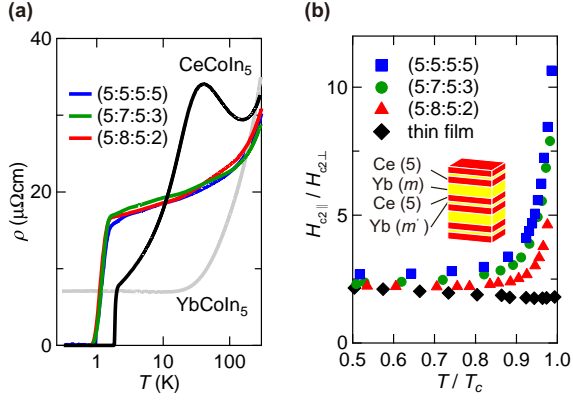 (a)
40
20
0
ρ (μΩcm)
CeCoIn5
(5:5:5:5)
(5:7:5:3)
(5:8:5:2)
YbCoIn5
1
10
100
T (K)
(b)
10
5
0
Hc2∥ / Hc2⊥
(5:5:5:5)
(5:7:5:3)
(5:8:5:2)
thin film
Ce (5)
Yb (m)
Ce (5)
Yb (m')
0.5
0.6
0.7
0.8
0.9
1.0
T / Tc